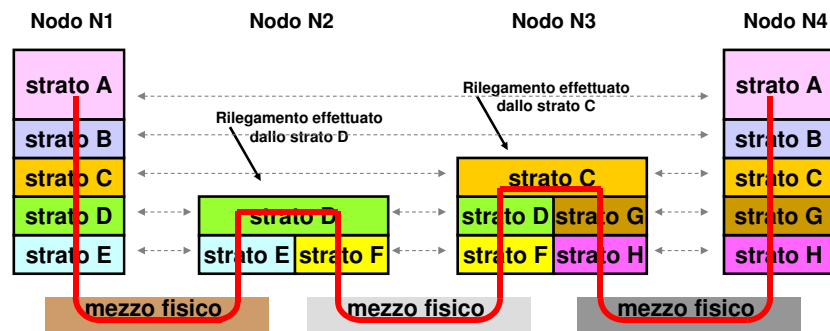 Nodo N1
Nodo N2
Nodo N3
Nodo N4
strato A
strato B
strato C
strato D
strato E
Rilegamento effettuato
dallo strato D
strato D
strato E
strato F
Rilegamento effettuato
dallo strato C
strato C
strato D
strato G
strato F
strato H
strato A
strato B
strato C
strato G
strato H
mezzo fisico
mezzo fisico
mezzo fisico